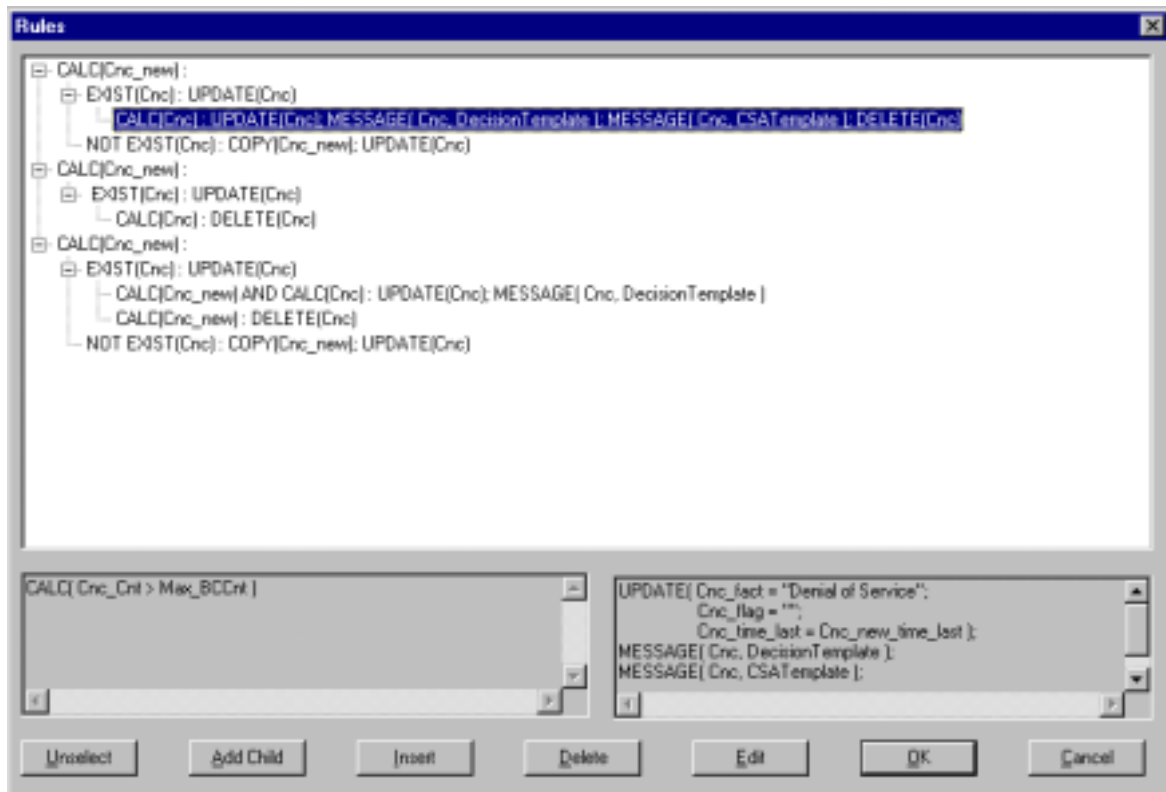 Rules
CALC(Cnc_new) :
EXIST(Cnc) : UPDATE(Cnc)
CALC(Cnc) : UPDATE(Cnc); MESSAGE( Cnc, DecisionTemplate ); MESSAGE( Cnc, CSATemplate ); DELETE(Cnc)
NOT EXIST(Cnc) : COPY(Cnc_new); UPDATE(Cnc)
CALC(Cnc_new) :
EXIST(Cnc) : UPDATE(Cnc)
CALC(Cnc) : DELETE(Cnc)
CALC(Cnc_new) :
EXIST(Cnc) : UPDATE(Cnc)
CALC(Cnc_new) AND CALC(Cnc) : UPDATE(Cnc); MESSAGE( Cnc, DecisionTemplate )
CALC(Cnc_new) : DELETE(Cnc)
NOT EXIST(Cnc) : COPY(Cnc_new); UPDATE(Cnc)
CALC( Cnc_Cnt > Max_BCCnt )
UPDATE( Cnc_fact = "Denial of Service";
Cnc_flag = "";
Cnc_time_last = Cnc_new_time_last );
MESSAGE( Cnc, DecisionTemplate );
MESSAGE( Cnc, CSATemplate );
Unselect Add Child Insert Delete Edit OK Cancel